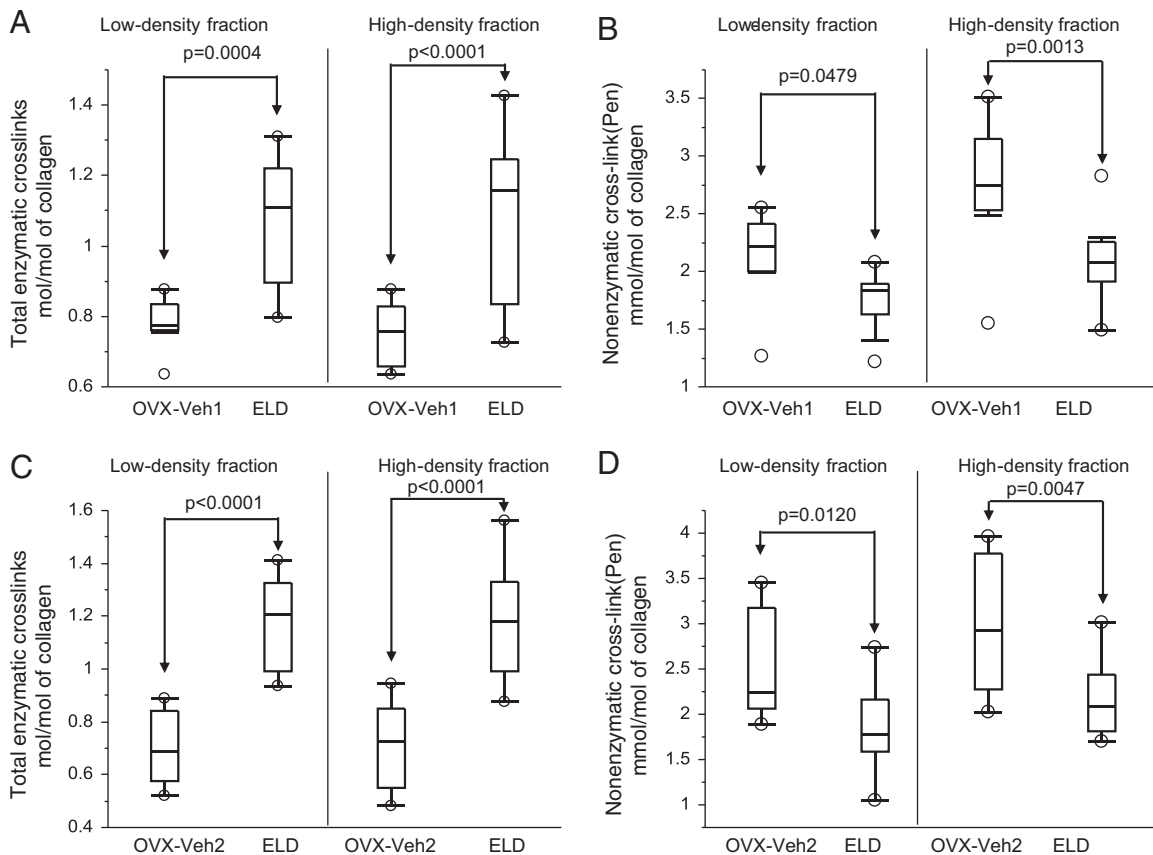 A
Low-density fraction
High-density fraction
p=0.0004
p<0.0001
Total enzymatic crosslinks
mol/mol of collagen
1.4
1.2
1
0.8
0.6
OVX-Veh1
ELD
OVX-Veh1
ELD
B
Low-density fraction
High-density fraction
p=0.0479
p=0.0013
Nonenzymatic cross-link(Pen)
mmol/mol of collagen
3.5
3
2.5
2
1.5
1
OVX-Veh1
ELD
OVX-Veh1
ELD
C
Low-density fraction
High-density fraction
p<0.0001
p<0.0001
Total enzymatic crosslinks
mol/mol of collagen
1.6
1.4
1.2
1
0.8
0.6
0.4
OVX-Veh2
ELD
OVX-Veh2
ELD
D
Low-density fraction
High-density fraction
p=0.0120
p=0.0047
Nonenzymatic cross-link(Pen)
mmol/mol of collagen
4
3.5
3
2.5
2
1.5
1
OVX-Veh2
ELD
OVX-Veh2
ELD